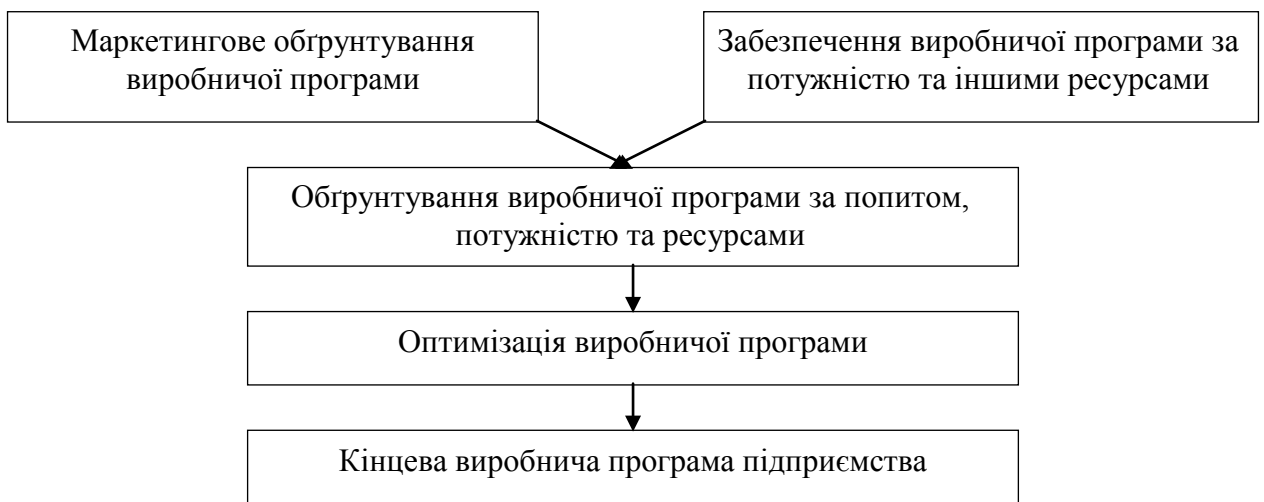 Маркетингове обґрунтування
виробничої програми
Забезпечення виробничої програми за
потужністю та іншими ресурсами
Обґрунтування виробничої програми за попитом,
потужністю та ресурсами
Оптимізація виробничої програми
Кінцева виробнича програма підприємства